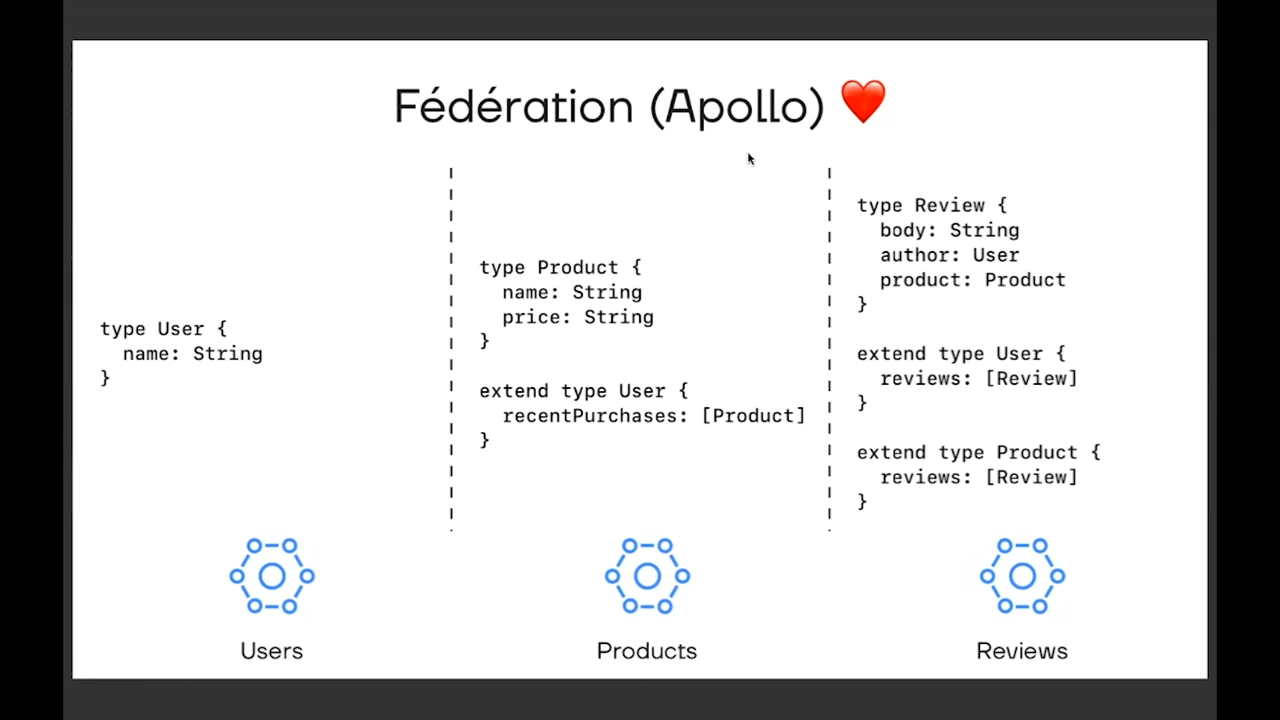 Fédération (Apollo) ❤️
type User {
  name: String
}
type Product {
  name: String
  price: String
}
extend type User {
  recentPurchases: [Product]
}
type Review {
  body: String
  author: User
  product: Product
}
extend type User {
  reviews: [Review]
}
extend type Product {
  reviews: [Review]
}
Users
Products
Reviews